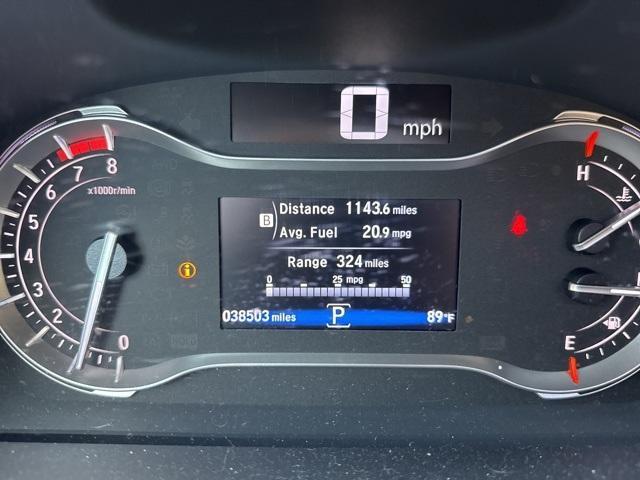 0 mph
8
7
6
5
4
3
2
1
0
x1000r/min
B Distance 1143.6 miles
Avg. Fuel 20.9 mpg
Range 324 miles
0 25 mpg 50
038503 miles P 89°F
i
H
E